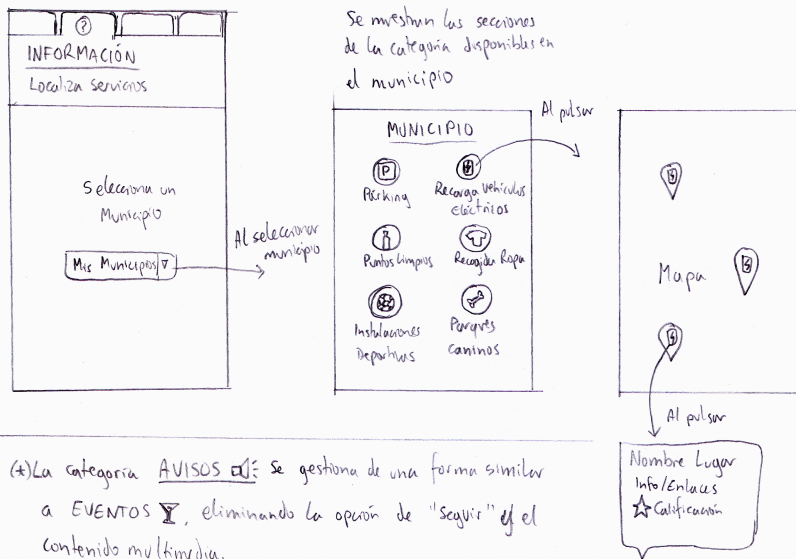 ?
INFORMACIÓN
Localiza servicios
Selecciona un
Municipio
Mis Municipios
Al seleccionar
municipio
Se muestran las secciones
de la categoría disponibles en
el municipio
MUNICIPIO
P
Parking
Recarga vehículos
Eléctricos
Puntos Limpios
Recogida Ropa
Instalaciones
Deportivas
Parques
caninos
Al pulsar
Mapa
Al pulsar
Nombre Lugar
Info/Enlaces
Calificación
(*) La categoría AVISOS : Se gestiona de una forma similar
a EVENTOS , eliminando la opción de "seguir" y el
contenido multimedia.